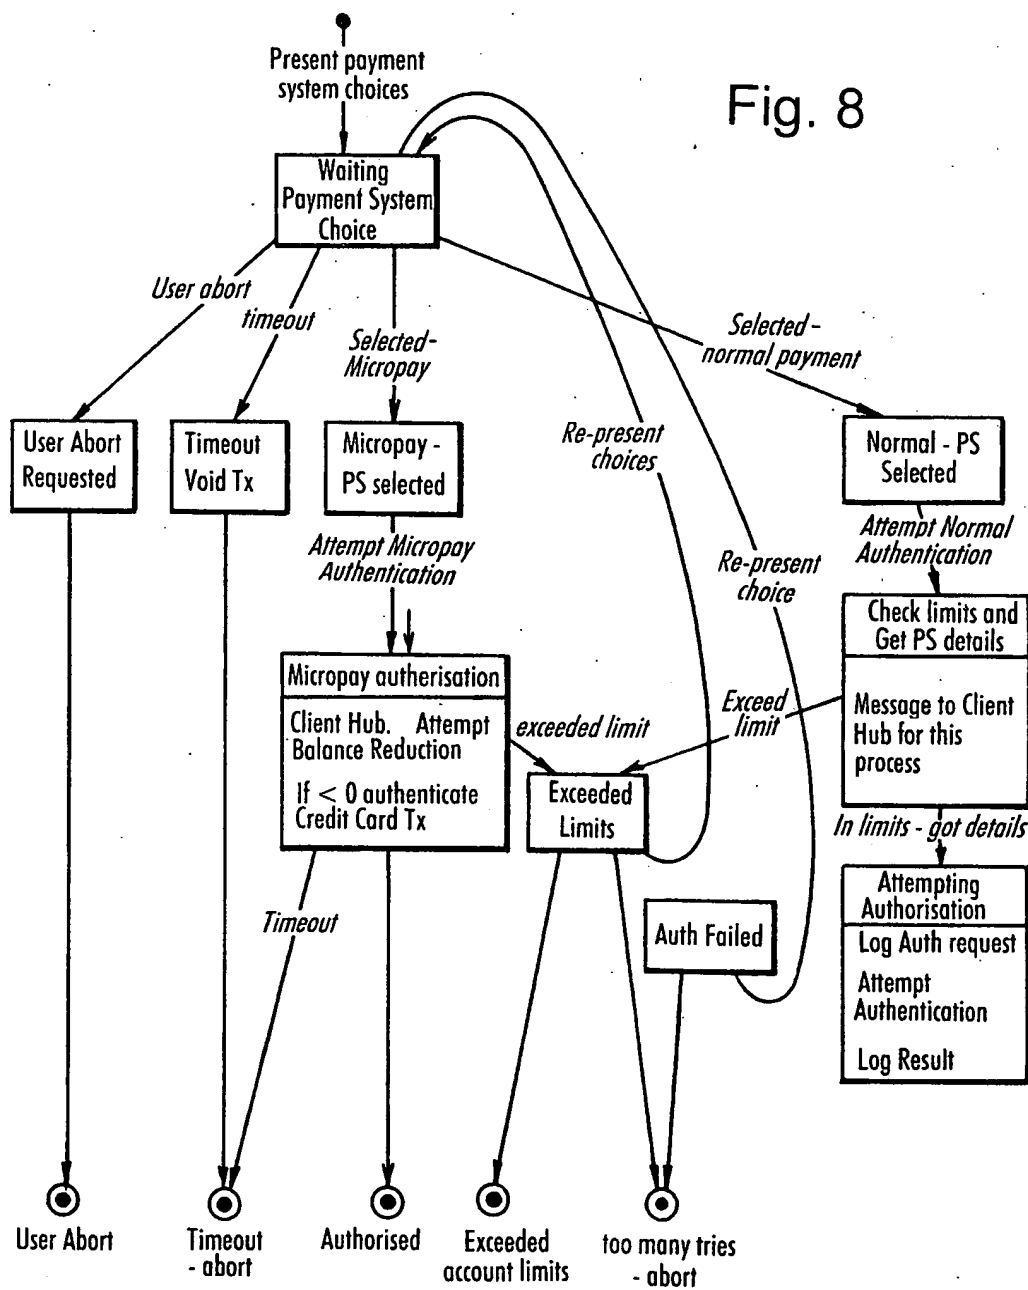 Present payment
system choices
Fig. 8
Waiting
Payment System
Choice
User abort
timeout
Selected-
Micropay
Selected-
normal payment
User Abort
Requested
Timeout
Void Tx
Micropay -
PS selected
Re-present
choices
Normal - PS
Selected
Attempt Micropay
Authentication
Re-present
choice
Attempt Normal
Authentication
Check limits and
Get PS details
Message to Client
Hub for this
process
Micropay autherisation
Client Hub. Attempt
Balance Reduction
If < 0 authenticate
Credit Card Tx
exceeded limit
Exceed
limit
Exceeded
Limits
In limits - got details
Timeout
Auth Failed
Attempting
Authorisation
Log Auth request
Attempt
Authentication
Log Result
User Abort
Timeout
- abort
Authorised
Exceeded
account limits
too many tries
- abort